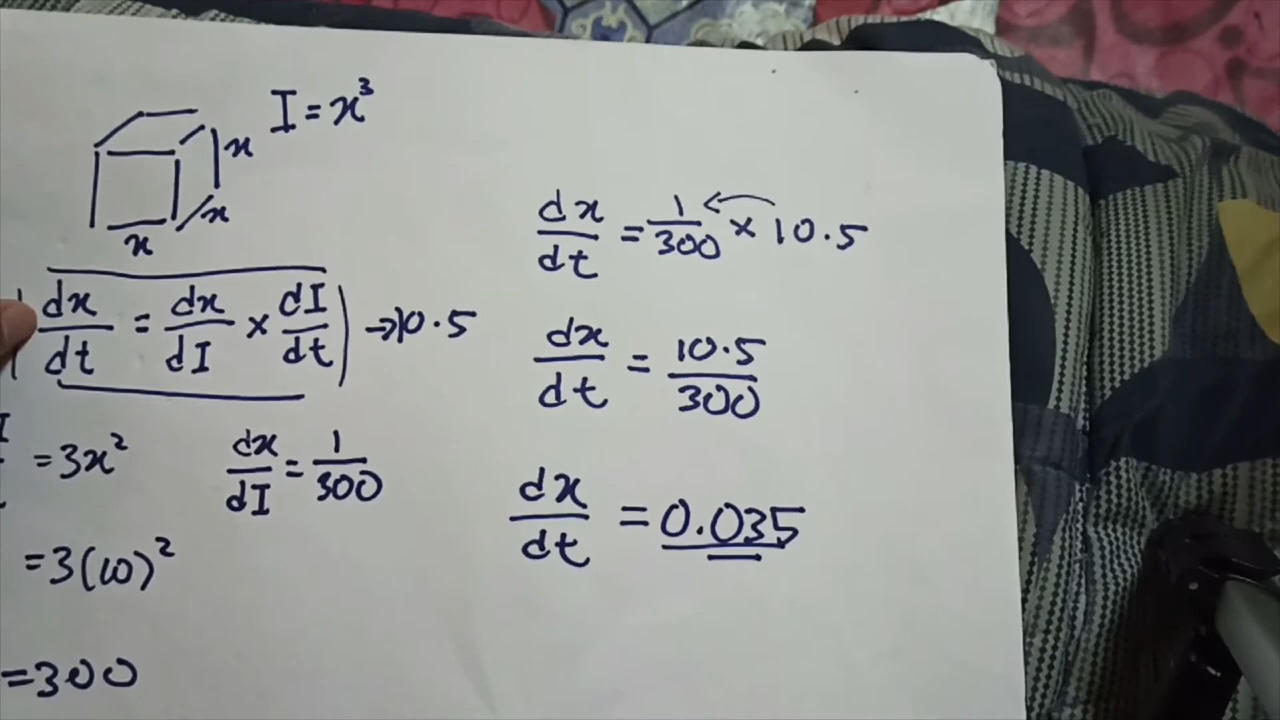 I = x³
x
x
x
dx/dt = dx/dI × dI/dt → 10.5
= 3x²
dx/dI = 1/300
= 3(10)²
= 300
dx/dt = 1/300 × 10.5
dx/dt = 10.5/300
dx/dt = 0.035